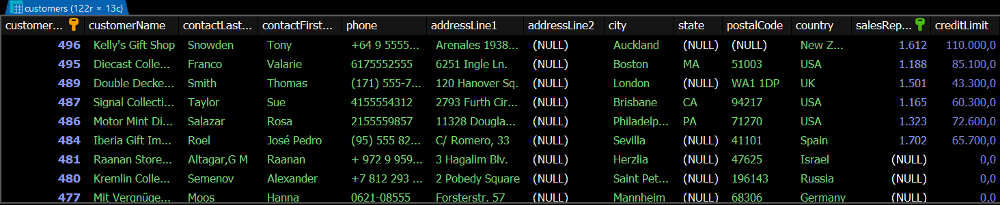 customers (122r × 13c)
customer... customerName contactLast... contactFirst... phone addressLine1 addressLine2 city state postalCode country salesRep... creditLimit
496 Kelly's Gift Shop Snowden Tony +64 9 5555... Arenales 1938... (NULL) Auckland (NULL) (NULL) New Z... 1.612 110.000,0
495 Diecast Colle... Franco Valarie 6175552555 6251 Ingle Ln. (NULL) Boston MA 51003 USA 1.188 85.100,0
489 Double Decke... Smith Thomas (171) 555-7... 120 Hanover Sq. (NULL) London (NULL) WA1 1DP UK 1.501 43.300,0
487 Signal Collecti... Taylor Sue 4155554312 2793 Furth Cir... (NULL) Brisbane CA 94217 USA 1.165 60.300,0
486 Motor Mint Di... Salazar Rosa 2155559857 11328 Dougla... (NULL) Philadelp... PA 71270 USA 1.323 72.600,0
484 Iberia Gift Im... Roel José Pedro (95) 555 82... C/ Romero, 33 (NULL) Sevilla (NULL) 41101 Spain 1.702 65.700,0
481 Raanan Store... Altagar,G M Raanan + 972 9 959... 3 Hagalim Blv. (NULL) Herzlia (NULL) 47625 Israel (NULL) 0,0
480 Kremlin Colle... Semenov Alexander +7 812 293 ... 2 Pobedy Square (NULL) Saint Pet... (NULL) 196143 Russia (NULL) 0,0
477 Mit Vergnüge... Moos Hanna 0621-08555 Forsterstr. 57 (NULL) Mannheim (NULL) 68306 Germany (NULL) 0,0